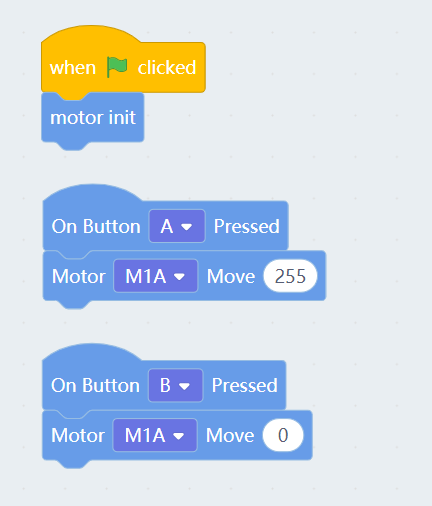 when clicked
motor init
On Button A Pressed
Motor M1A Move 255
On Button B Pressed
Motor M1A Move 0